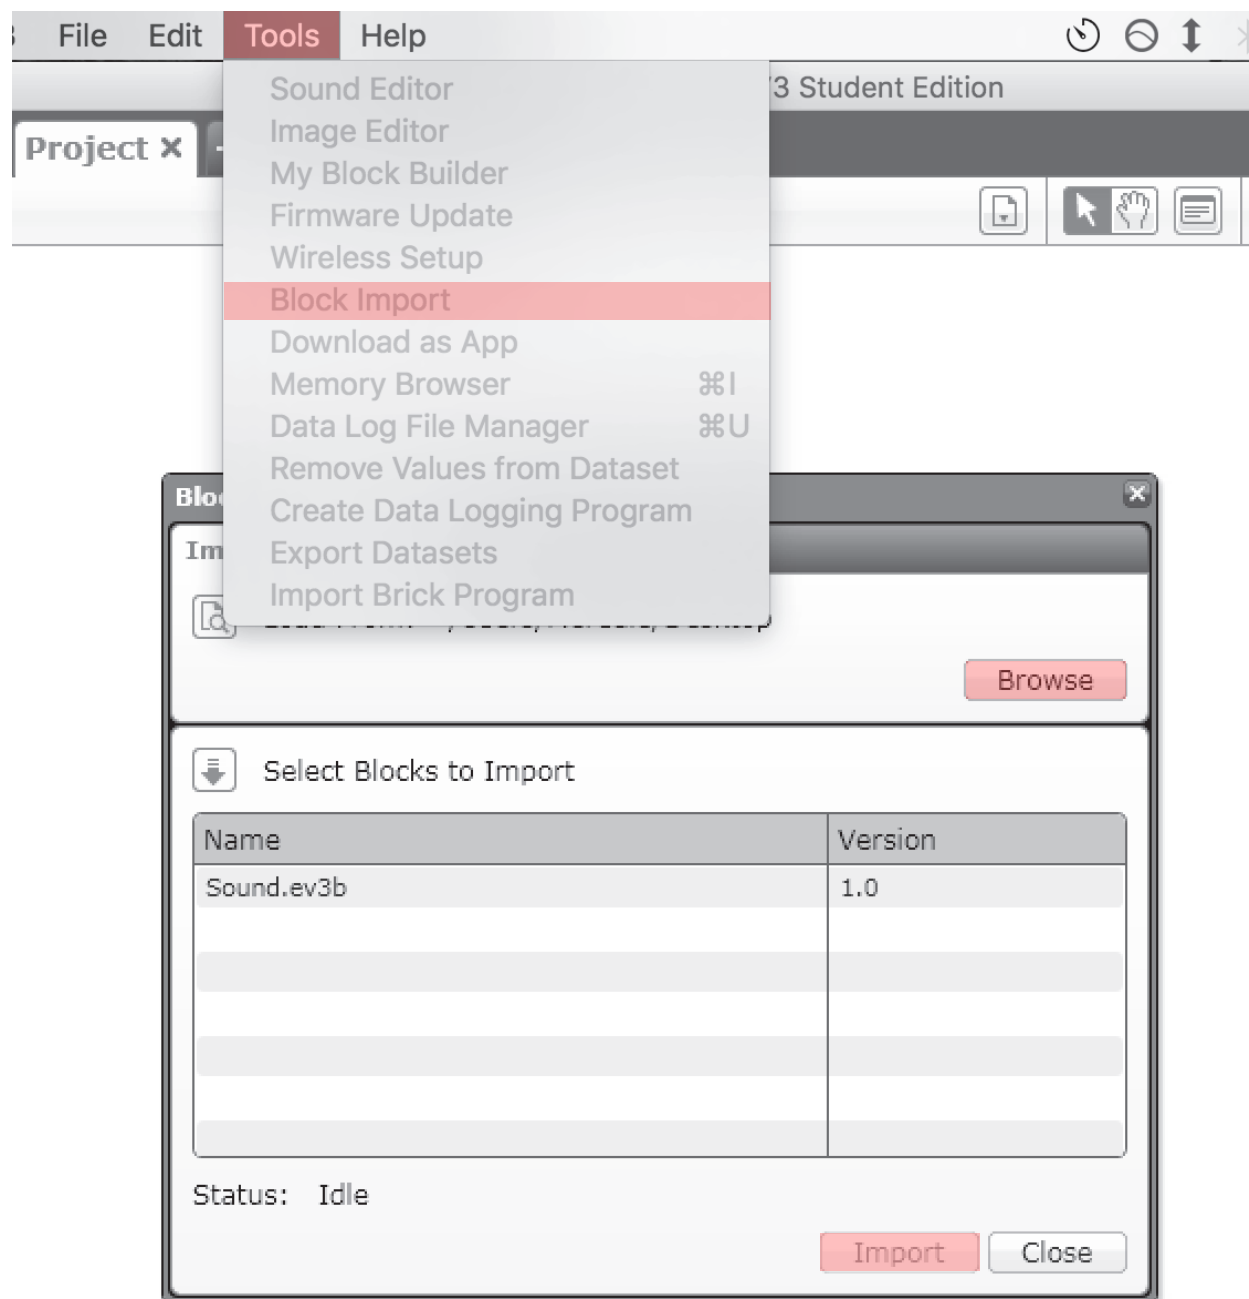 File Edit Tools Help
3 Student Edition
Project
Sound Editor
Image Editor
My Block Builder
Firmware Update
Wireless Setup
Block Import
Download as App
Memory Browser ⌘I
Data Log File Manager ⌘U
Remove Values from Dataset
Create Data Logging Program
Export Datasets
Import Brick Program
Blo
Im
Browse
Select Blocks to Import
Name Version
Sound.ev3b 1.0
Status: Idle
Import Close